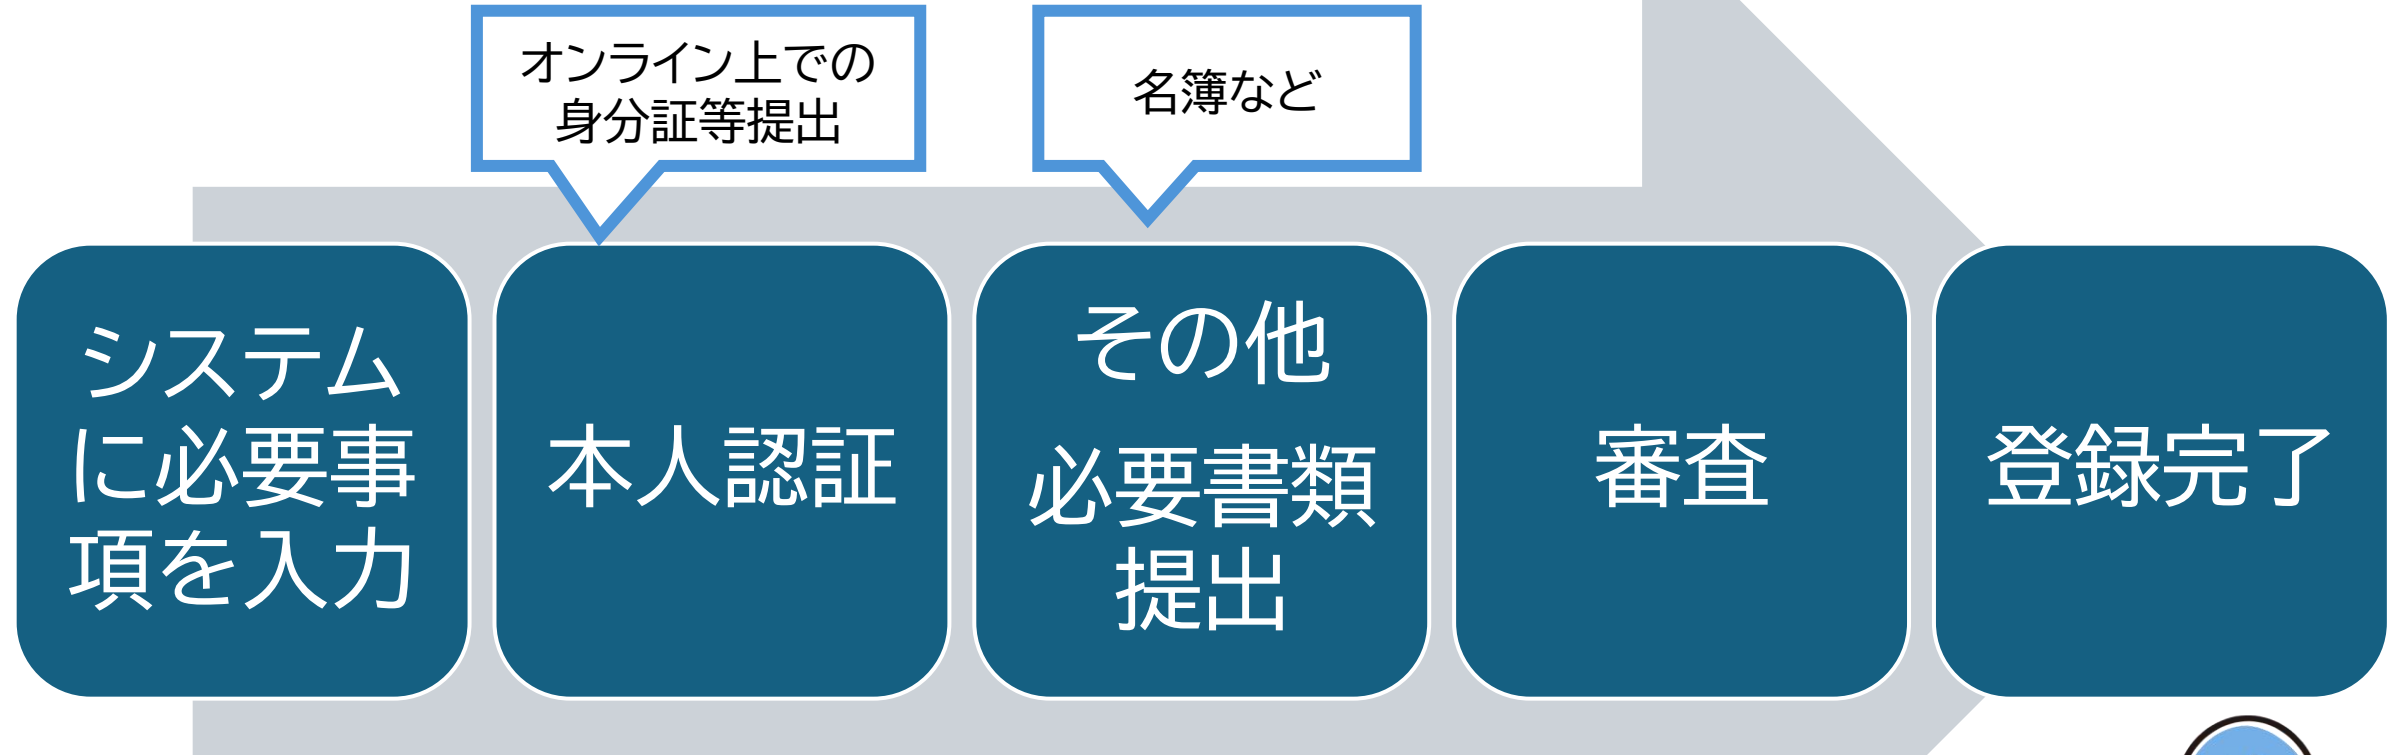 オンライン上での
身分証等提出
名簿など
システム
に必要事
項を入力
本人認証
その他
必要書類
提出
審査
登録完了